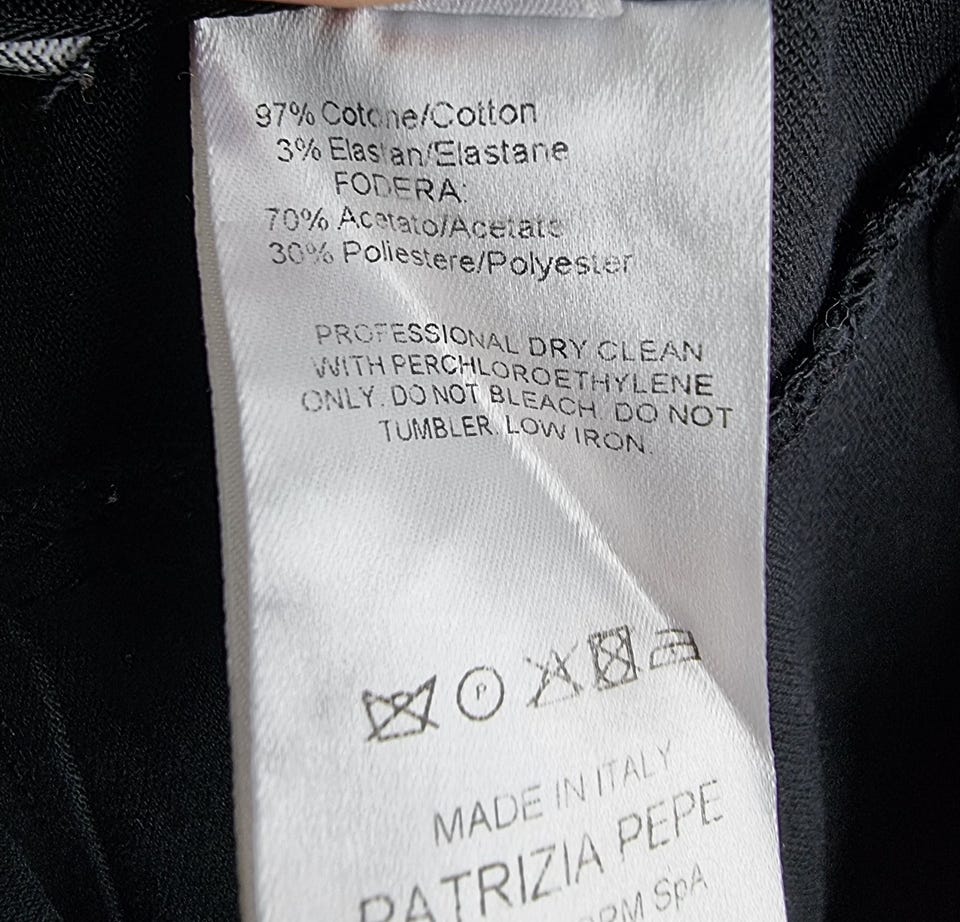 97% Cotone/Cotton
3% Elastan/Elastane
FODERA:
70% Acetato/Acetate
30% Poliestere/Polyester
PROFESSIONAL DRY CLEAN
WITH PERCHLOROETHYLENE
ONLY. DO NOT BLEACH. DO NOT
TUMBLER. LOW IRON.
P
MADE IN ITALY
PATRIZIA PEPE
SpA